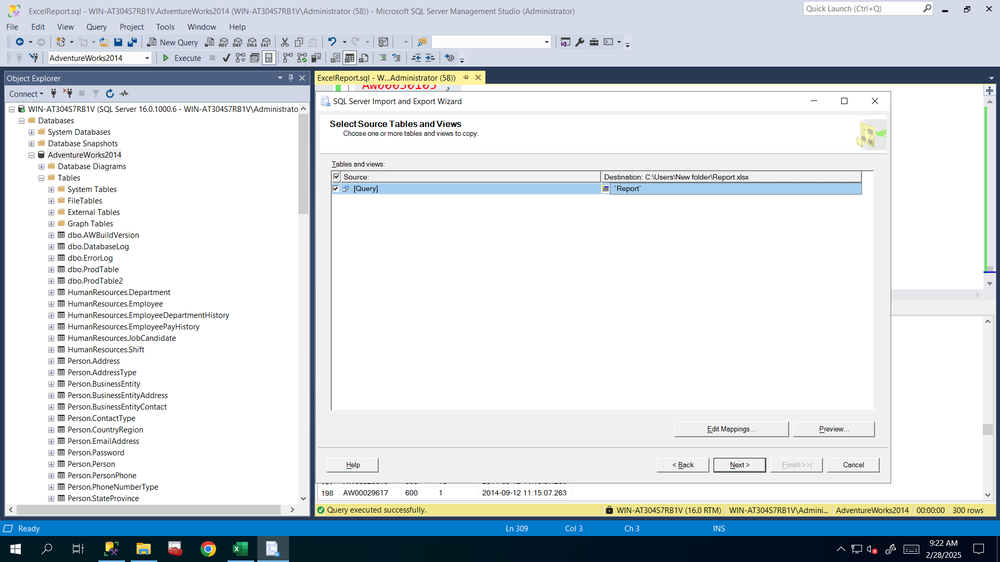 ExcelReport.sql - WIN-AT304S7RB1V.AdventureWorks2014 (WIN-AT304S7RB1V\Administrator (58)) - Microsoft SQL Server Management Studio (Administrator)
Quick Launch (Ctrl+Q)
File Edit View Query Project Tools Window Help
New Query
MDX DMX XMLA DAX
AdventureWorks2014
Execute
Object Explorer
ExcelReport.sql - W...Administrator (58))
Connect
WIN-AT304S7RB1V (SQL Server 16.0.1000.6 - WIN-AT304S7RB1V\Administrato
Databases
System Databases
Database Snapshots
AdventureWorks2014
Database Diagrams
Tables
System Tables
FileTables
External Tables
Graph Tables
dbo.AWBuildVersion
dbo.DatabaseLog
dbo.ErrorLog
dbo.ProdTable
dbo.ProdTable2
HumanResources.Department
HumanResources.Employee
HumanResources.EmployeeDepartmentHistory
HumanResources.EmployeePayHistory
HumanResources.JobCandidate
HumanResources.Shift
Person.Address
Person.AddressType
Person.BusinessEntity
Person.BusinessEntityAddress
Person.BusinessEntityContact
Person.ContactType
Person.CountryRegion
Person.EmailAddress
Person.Password
Person.Person
Person.PersonPhone
Person.PhoneNumberType
Person.StateProvince
SQL Server Import and Export Wizard
Select Source Tables and Views
Choose one or more tables and views to copy.
Tables and views:
Source: Destination: C:\Users\New folder\Report.xlsx
[Query] `Report`
Edit Mappings... Preview...
Help < Back Next > Finish >>| Cancel
198 AW00029617 600 1 2014-09-12 11:15:07.263
Query executed successfully. WIN-AT304S7RB1V (16.0 RTM) WIN-AT304S7RB1V\Admini... AdventureWorks2014 00:00:00 300 rows
Ready Ln 309 Col 3 Ch 3 INS
9:22 AM
2/28/2025